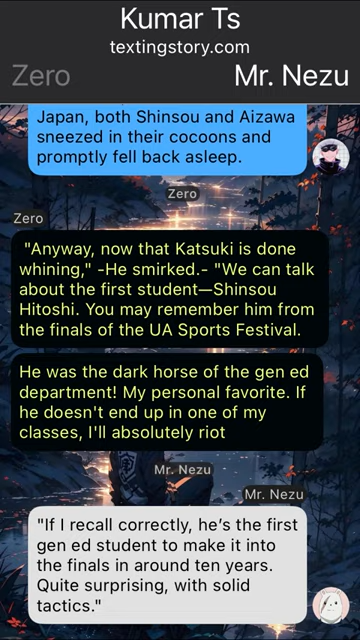 Kumar Ts
textingstory.com
Zero
Mr. Nezu
Japan, both Shinsou and Aizawa
sneezed in their cocoons and
promptly fell back asleep.
Zero
Zero
"Anyway, now that Katsuki is done
whining," -He smirked.- "We can talk
about the first student—Shinsou
Hitoshi. You may remember him from
the finals of the UA Sports Festival.
He was the dark horse of the gen ed
department! My personal favorite. If
he doesn't end up in one of my
classes, I'll absolutely riot
Mr. Nezu
Mr. Nezu
"If I recall correctly, he's the first
gen ed student to make it into
the finals in around ten years.
Quite surprising, with solid
tactics."